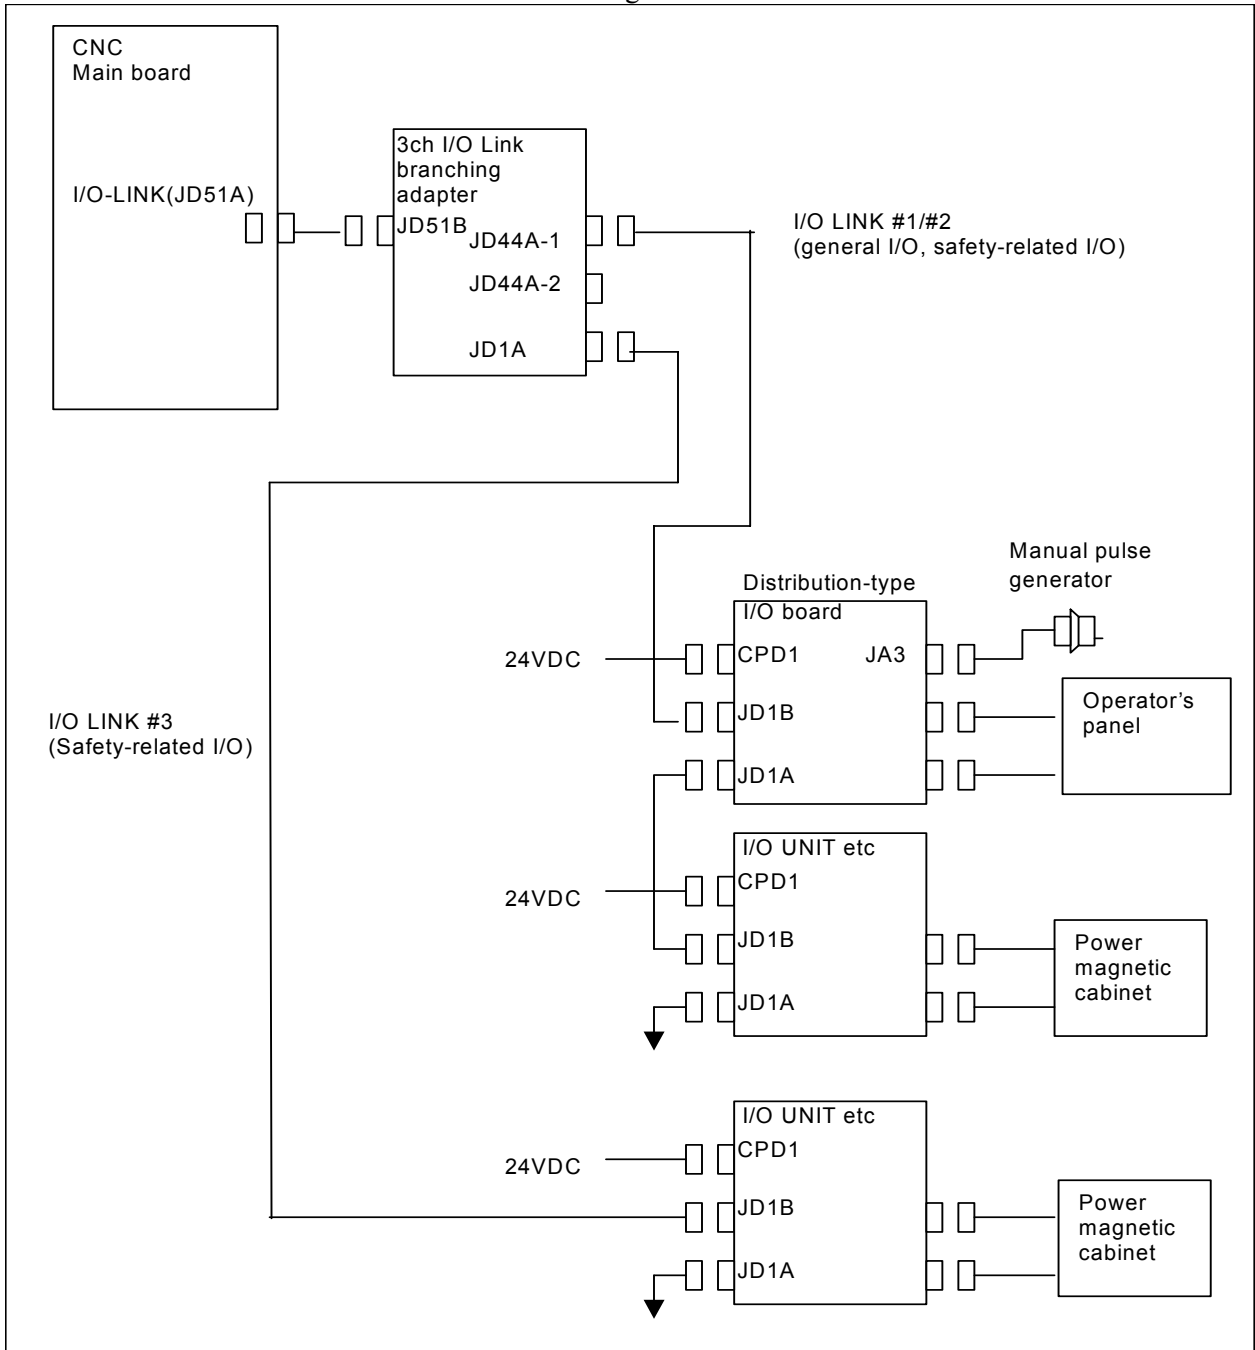 CNC
Main board
I/O-LINK(JD51A)
3ch I/O Link
branching
adapter
JD51B
JD44A-1
JD44A-2
JD1A
I/O LINK #1/#2
(general I/O, safety-related I/O)
I/O LINK #3
(Safety-related I/O)
Manual pulse
generator
Distribution-type
I/O board
24VDC
CPD1
JA3
JD1B
JD1A
Operator's
panel
I/O UNIT etc
24VDC
CPD1
JD1B
JD1A
Power
magnetic
cabinet
I/O UNIT etc
24VDC
CPD1
JD1B
JD1A
Power
magnetic
cabinet